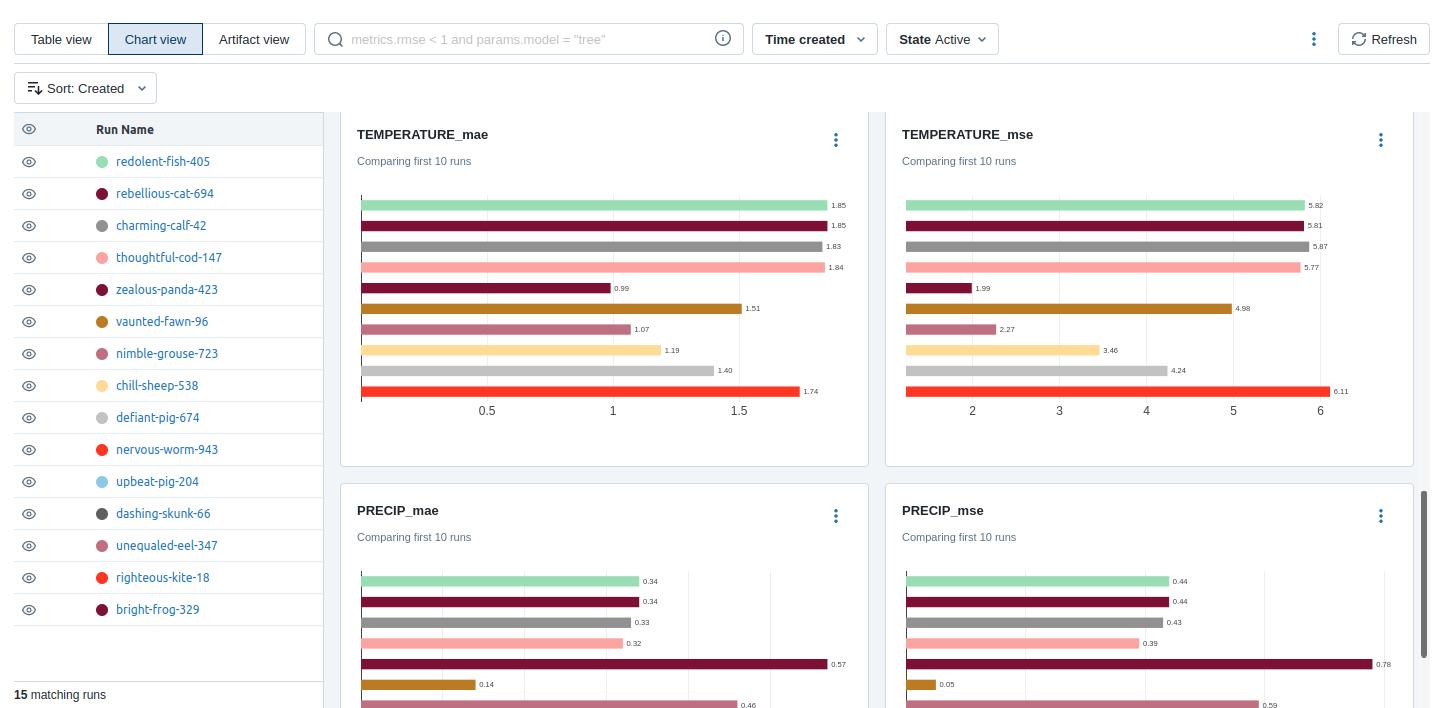 Table view
Chart view
Artifact view
metrics.rmse < 1 and params.model = "tree"
Time created
State Active
Refresh
Sort: Created
Run Name
redolent-fish-405
rebellious-cat-694
charming-calf-42
thoughtful-cod-147
zealous-panda-423
vaunted-fawn-96
nimble-grouse-723
chill-sheep-538
defiant-pig-674
nervous-worm-943
upbeat-pig-204
dashing-skunk-66
unequaled-eel-347
righteous-kite-18
bright-frog-329
15 matching runs
TEMPERATURE_mae
Comparing first 10 runs
1.85
1.85
1.83
1.84
0.99
1.51
1.07
1.19
1.40
1.74
0.5 1 1.5
TEMPERATURE_mse
Comparing first 10 runs
5.82
5.81
5.87
5.77
1.99
4.98
2.27
3.46
4.24
6.11
2 3 4 5 6
PRECIP_mae
Comparing first 10 runs
0.34
0.34
0.33
0.32
0.57
0.14
0.46
PRECIP_mse
Comparing first 10 runs
0.44
0.44
0.43
0.39
0.78
0.05
0.59